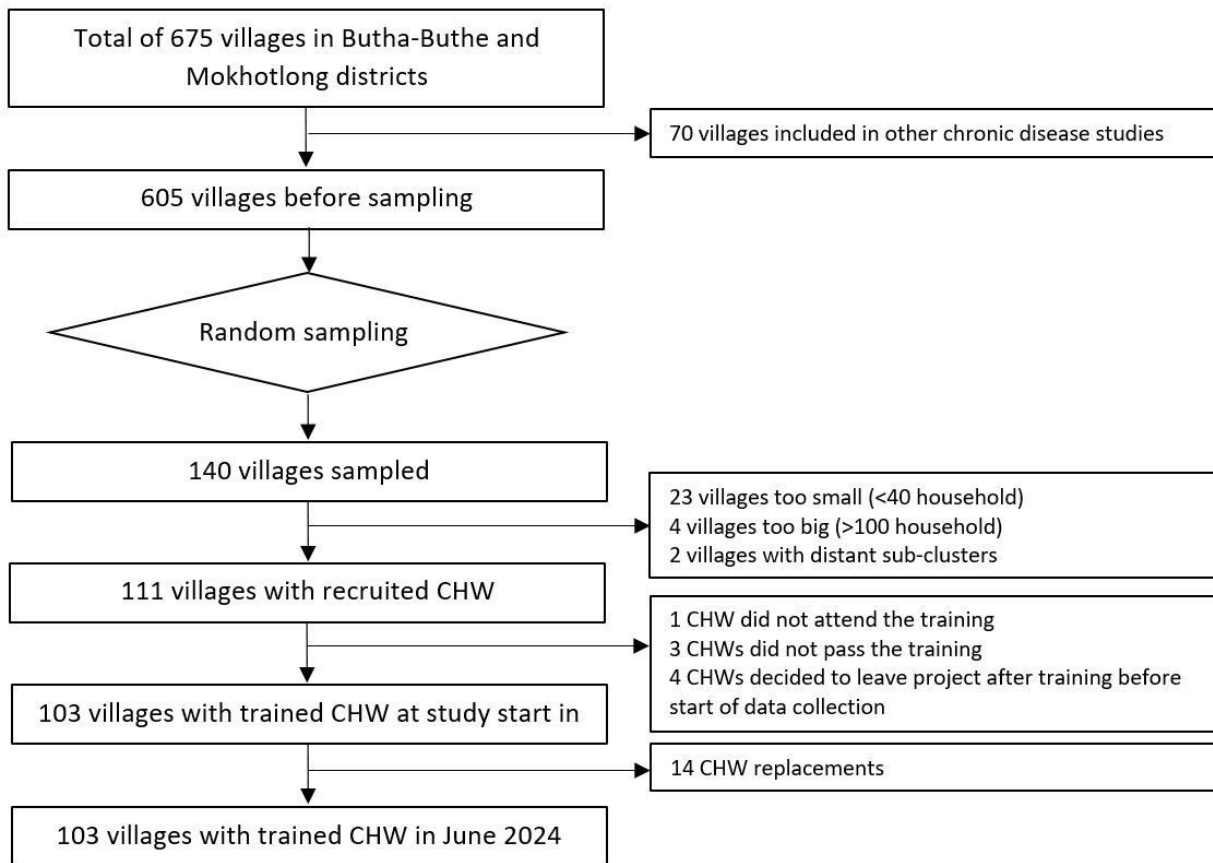 Total of 675 villages in Butha-Buthe and
Mokhotlong districts
70 villages included in other chronic disease studies
605 villages before sampling
Random sampling
140 villages sampled
23 villages too small (<40 household)
4 villages too big (>100 household)
2 villages with distant sub-clusters
111 villages with recruited CHW
1 CHW did not attend the training
3 CHWs did not pass the training
4 CHWs decided to leave project after training before
start of data collection
103 villages with trained CHW at study start in
14 CHW replacements
103 villages with trained CHW in June 2024